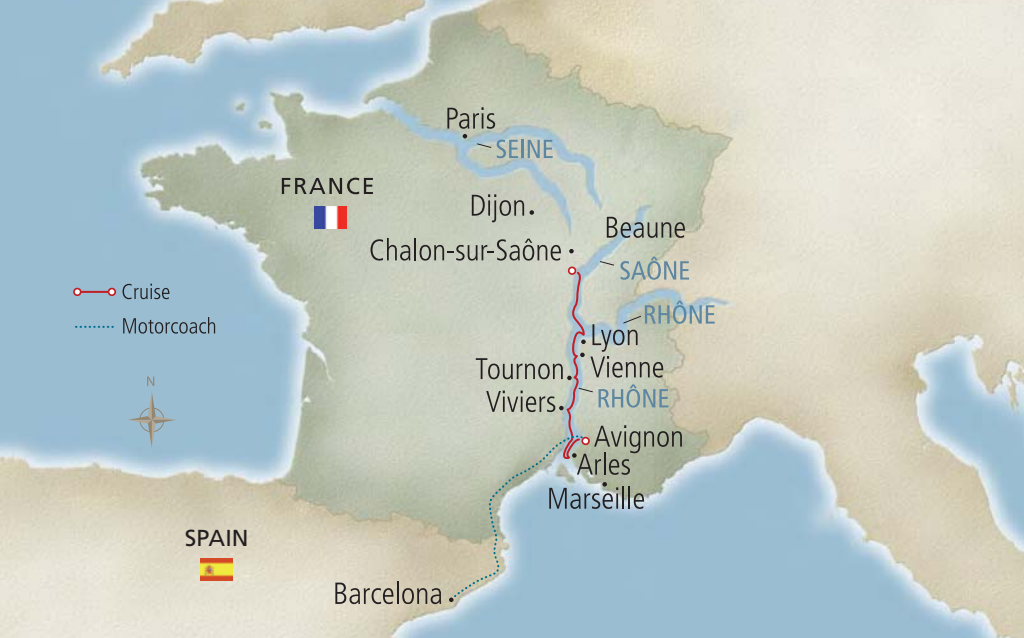 Paris
SEINE
FRANCE
Dijon
Beaune
Chalon-sur-Saône
SAÔNE
Cruise
RHÔNE
Motorcoach
Lyon
Vienne
Tournon
N
RHÔNE
Viviers
Avignon
Arles
Marseille
SPAIN
Barcelona